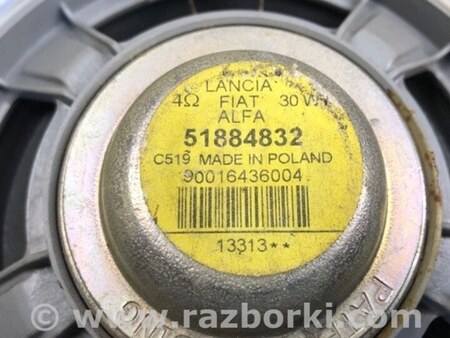 LANCIA
4Ω FIAT 30 W
ALFA
51884832
C519 MADE IN POLAND
90016436004
13313**
© www.razborki.com